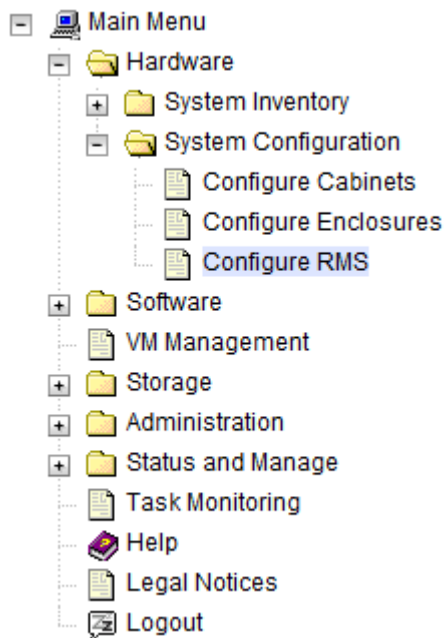 Main Menu
Hardware
System Inventory
System Configuration
Configure Cabinets
Configure Enclosures
Configure RMS
Software
VM Management
Storage
Administration
Status and Manage
Task Monitoring
Help
Legal Notices
Logout